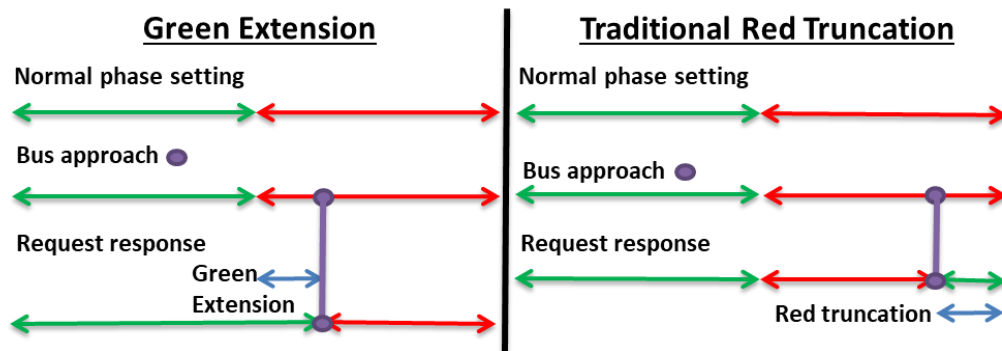 Green Extension
Normal phase setting
Bus approach
Request response
Green
Extension
Traditional Red Truncation
Normal phase setting
Bus approach
Request response
Red truncation